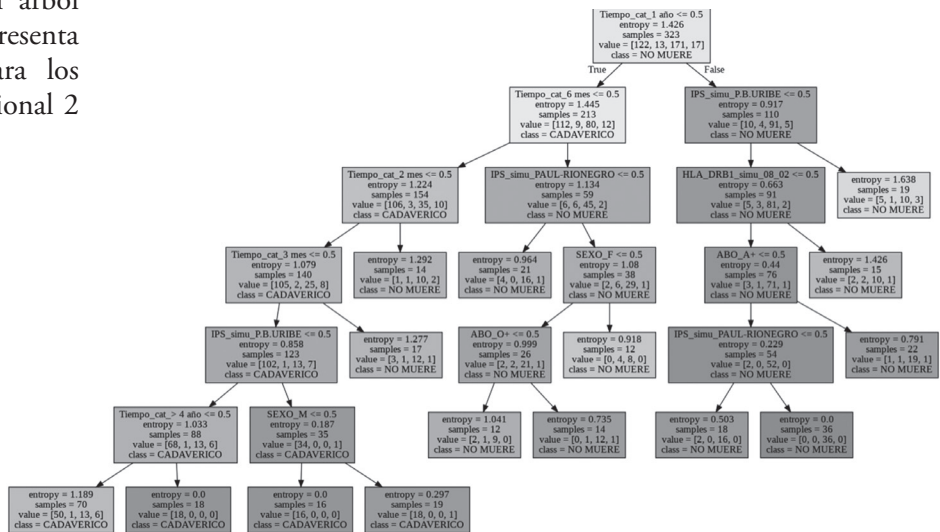 árbol
resenta
ara los
ional 2
Tiempo_cat_1 año <= 0.5
entropy = 1.426
samples = 323
value = [122, 13, 171, 17]
class = NO MUERE
True
False
Tiempo_cat_6 mes <= 0.5
entropy = 1.445
samples = 213
value = [112, 9, 80, 12]
class = CADAVERICO
IPS_simu_P.B.URIBE <= 0.5
entropy = 0.917
samples = 110
value = [10, 4, 91, 5]
class = NO MUERE
Tiempo_cat_2 mes <= 0.5
entropy = 1.224
samples = 154
value = [106, 3, 35, 10]
class = CADAVERICO
IPS_simu_PAUL-RIONEGRO <= 0.5
entropy = 1.134
samples = 59
value = [6, 6, 45, 2]
class = NO MUERE
HLA_DRB1_simu_08_02 <= 0.5
entropy = 0.663
samples = 91
value = [5, 3, 81, 2]
class = NO MUERE
entropy = 1.638
samples = 19
value = [5, 1, 10, 3]
class = NO MUERE
Tiempo_cat_3 mes <= 0.5
entropy = 1.079
samples = 140
value = [105, 2, 25, 8]
class = CADAVERICO
entropy = 1.292
samples = 14
value = [1, 1, 10, 2]
class = NO MUERE
entropy = 0.964
samples = 21
value = [4, 0, 16, 1]
class = NO MUERE
SEXO_F <= 0.5
entropy = 1.08
samples = 38
value = [2, 6, 29, 1]
class = NO MUERE
ABO_A+ <= 0.5
entropy = 0.44
samples = 76
value = [3, 1, 71, 1]
class = NO MUERE
entropy = 1.426
samples = 15
value = [2, 2, 10, 1]
class = NO MUERE
IPS_simu_P.B.URIBE <= 0.5
entropy = 0.858
samples = 123
value = [102, 1, 13, 7]
class = CADAVERICO
entropy = 1.277
samples = 17
value = [3, 1, 12, 1]
class = NO MUERE
ABO_O+ <= 0.5
entropy = 0.999
samples = 26
value = [2, 2, 21, 1]
class = NO MUERE
entropy = 0.918
samples = 12
value = [0, 4, 8, 0]
class = NO MUERE
IPS_simu_PAUL-RIONEGRO <= 0.5
entropy = 0.229
samples = 54
value = [2, 0, 52, 0]
class = NO MUERE
entropy = 0.791
samples = 22
value = [1, 1, 19, 1]
class = NO MUERE
Tiempo_cat_> 4 año <= 0.5
entropy = 1.033
samples = 88
value = [68, 1, 13, 6]
class = CADAVERICO
SEXO_M <= 0.5
entropy = 0.187
samples = 35
value = [34, 0, 0, 1]
class = CADAVERICO
entropy = 1.041
samples = 12
value = [2, 1, 9, 0]
class = NO MUERE
entropy = 0.735
samples = 14
value = [0, 1, 12, 1]
class = NO MUERE
entropy = 0.503
samples = 18
value = [2, 0, 16, 0]
class = NO MUERE
entropy = 0.0
samples = 36
value = [0, 0, 36, 0]
class = NO MUERE
entropy = 1.189
samples = 70
value = [50, 1, 13, 6]
class = CADAVERICO
entropy = 0.0
samples = 18
value = [18, 0, 0, 0]
class = CADAVERICO
entropy = 0.0
samples = 16
value = [16, 0, 0, 0]
class = CADAVERICO
entropy = 0.297
samples = 19
value = [18, 0, 0, 1]
class = CADAVERICO